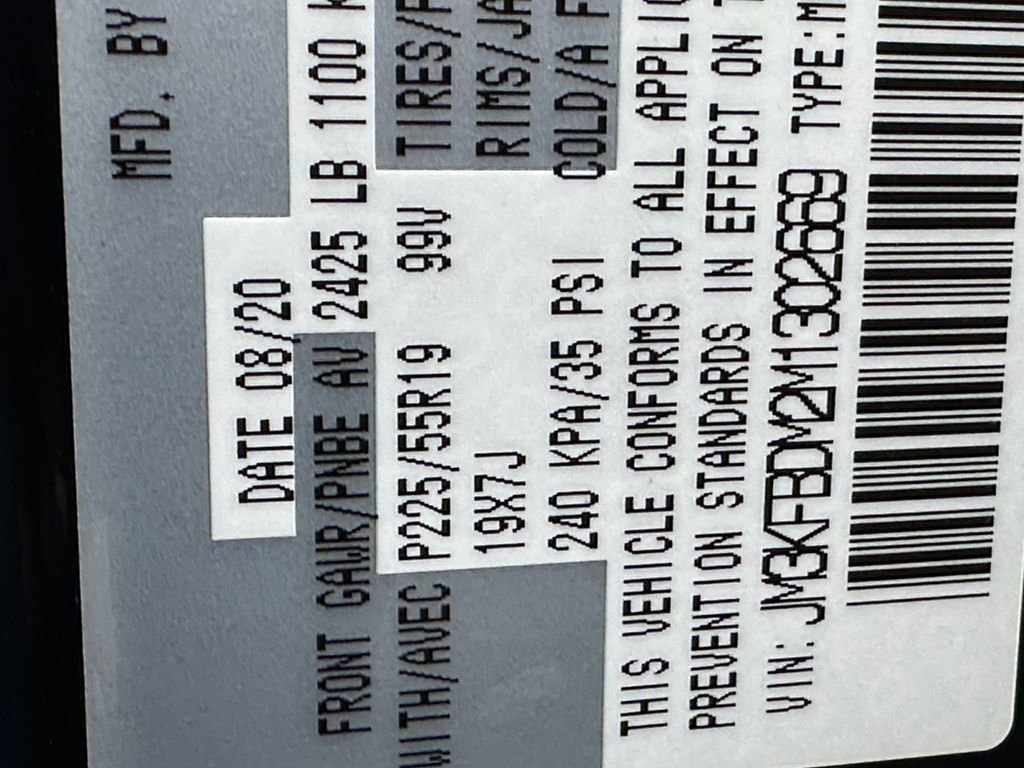 MFD. BY
DATE 08/20
FRONT GAWR/PNBE AV 2425 LB 1100
WITH/AVEC P225/55R19 99V TIRES/
19X7J RIMS/JA
240 KPA/35 PSI COLD/A F
THIS VEHICLE CONFORMS TO ALL APPLIC
PREVENTION STANDARDS IN EFFECT ON T
VIN: JM3KFBDM2M1302669 TYPE:M